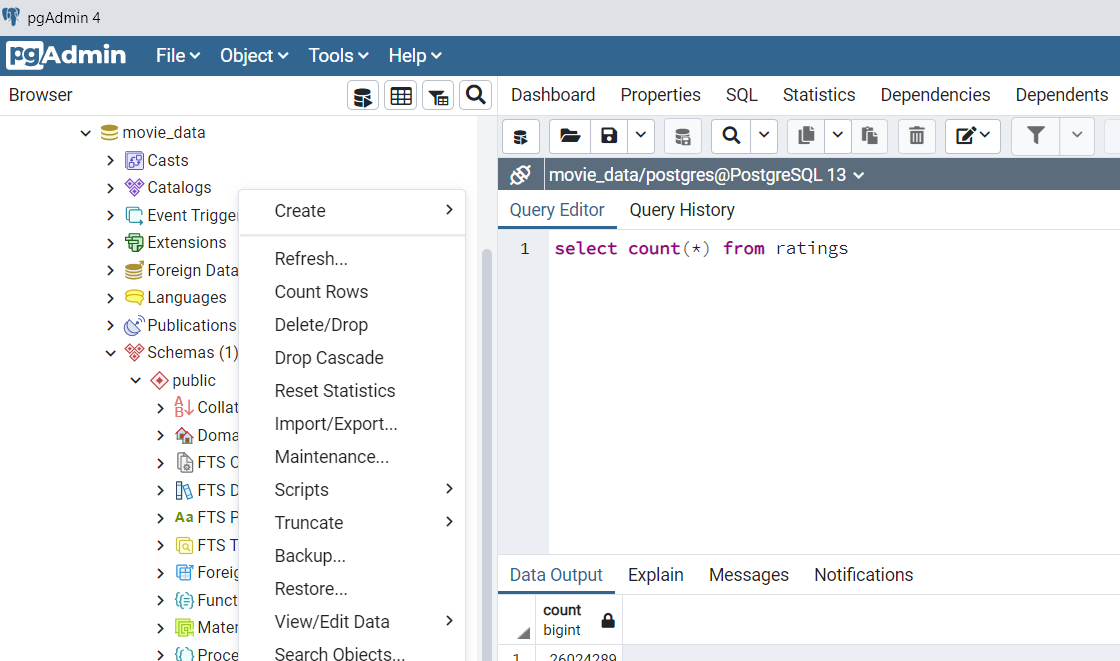 pgAdmin 4
pgAdmin File Object Tools Help
Browser
Dashboard Properties SQL Statistics Dependencies Dependents
movie_data
Casts
Catalogs
Event Trigge
Extensions
Foreign Data
Languages
Publications
Schemas (1)
public
Collat
Doma
FTS C
FTS D
Aa FTS P
FTS T
Foreig
Funct
Mater
Proce
Create
Refresh...
Count Rows
Delete/Drop
Drop Cascade
Reset Statistics
Import/Export...
Maintenance...
Scripts
Truncate
Backup...
Restore...
View/Edit Data
Search Objects...
movie_data/postgres@PostgreSQL 13
Query Editor Query History
1 select count(*) from ratings
Data Output Explain Messages Notifications
count
bigint
1 26024289